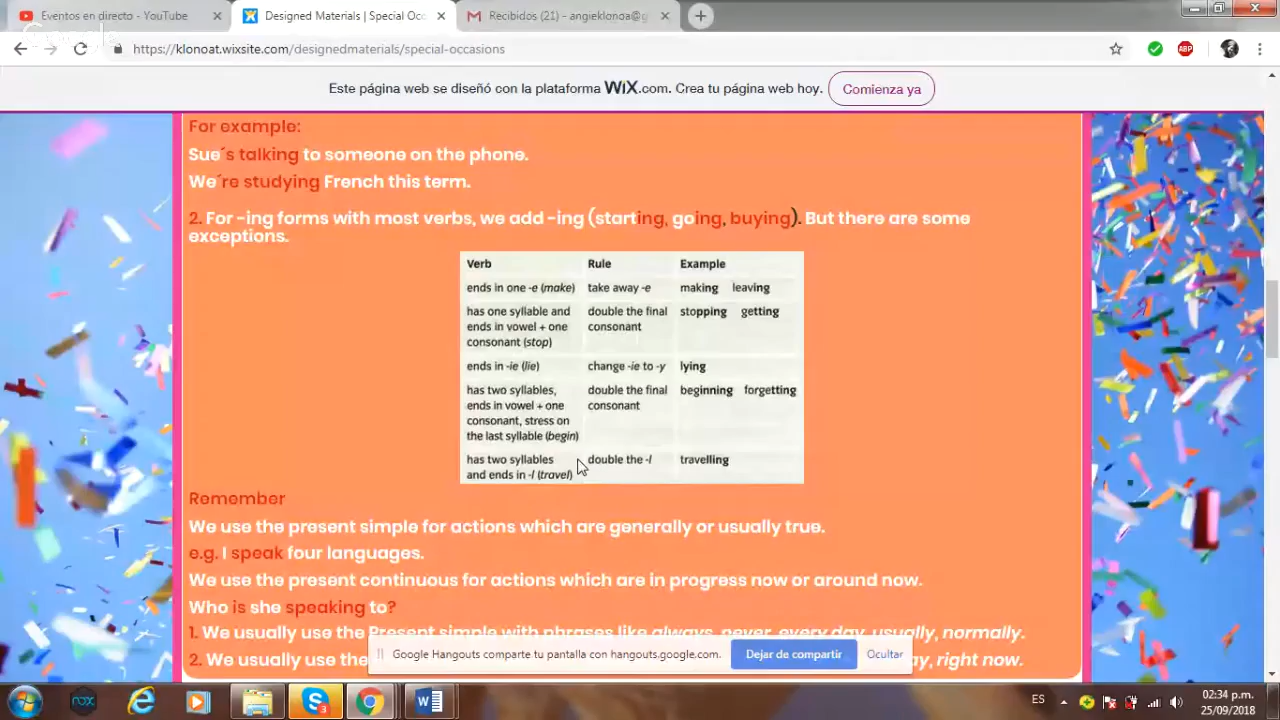 Eventos en directo - YouTube
Designed Materials | Special Occ
Recibidos (21) - angieklonoa@g
https://klonoat.wixsite.com/designedmaterials/special-occasions
ABP
Este página web se diseñó con la plataforma WiX.com. Crea tu página web hoy. Comienza ya
For example:
Sue´s talking to someone on the phone.
We´re studying French this term.
2. For -ing forms with most verbs, we add -ing (starting, going, buying). But there are some
exceptions.
Verb Rule Example
ends in one -e (make) take away -e making leaving
has one syllable and double the final stopping getting
ends in vowel + one consonant
consonant (stop)
ends in -ie (lie) change -ie to -y lying
has two syllables, double the final beginning forgetting
ends in vowel + one consonant
consonant, stress on
the last syllable (begin)
has two syllables double the -l travelling
and ends in -l (travel)
Remember
We use the present simple for actions which are generally or usually true.
e.g. I speak four languages.
We use the present continuous for actions which are in progress now or around now.
Who is she speaking to?
1. We usually use the Present simple with phrases like always, never, every day, usually, normally.
2. We usually use the right now.
Google Hangouts comparte tu pantalla con hangouts.google.com. Dejar de compartir Ocultar
ES 02:34 p.m.
25/09/2018